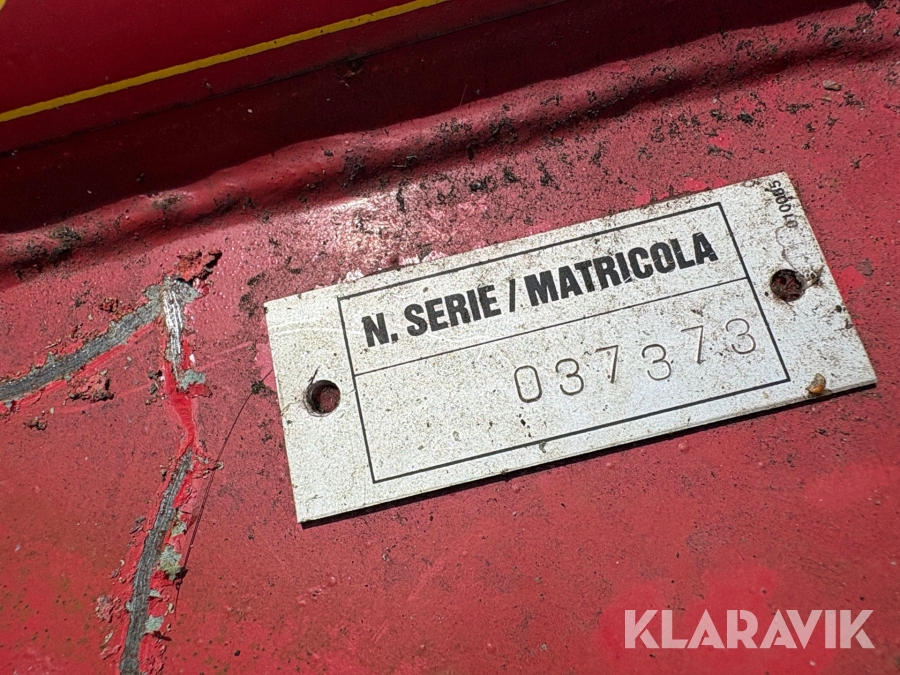 N. SERIE / MATRICOLA
037373
KLARAVIK